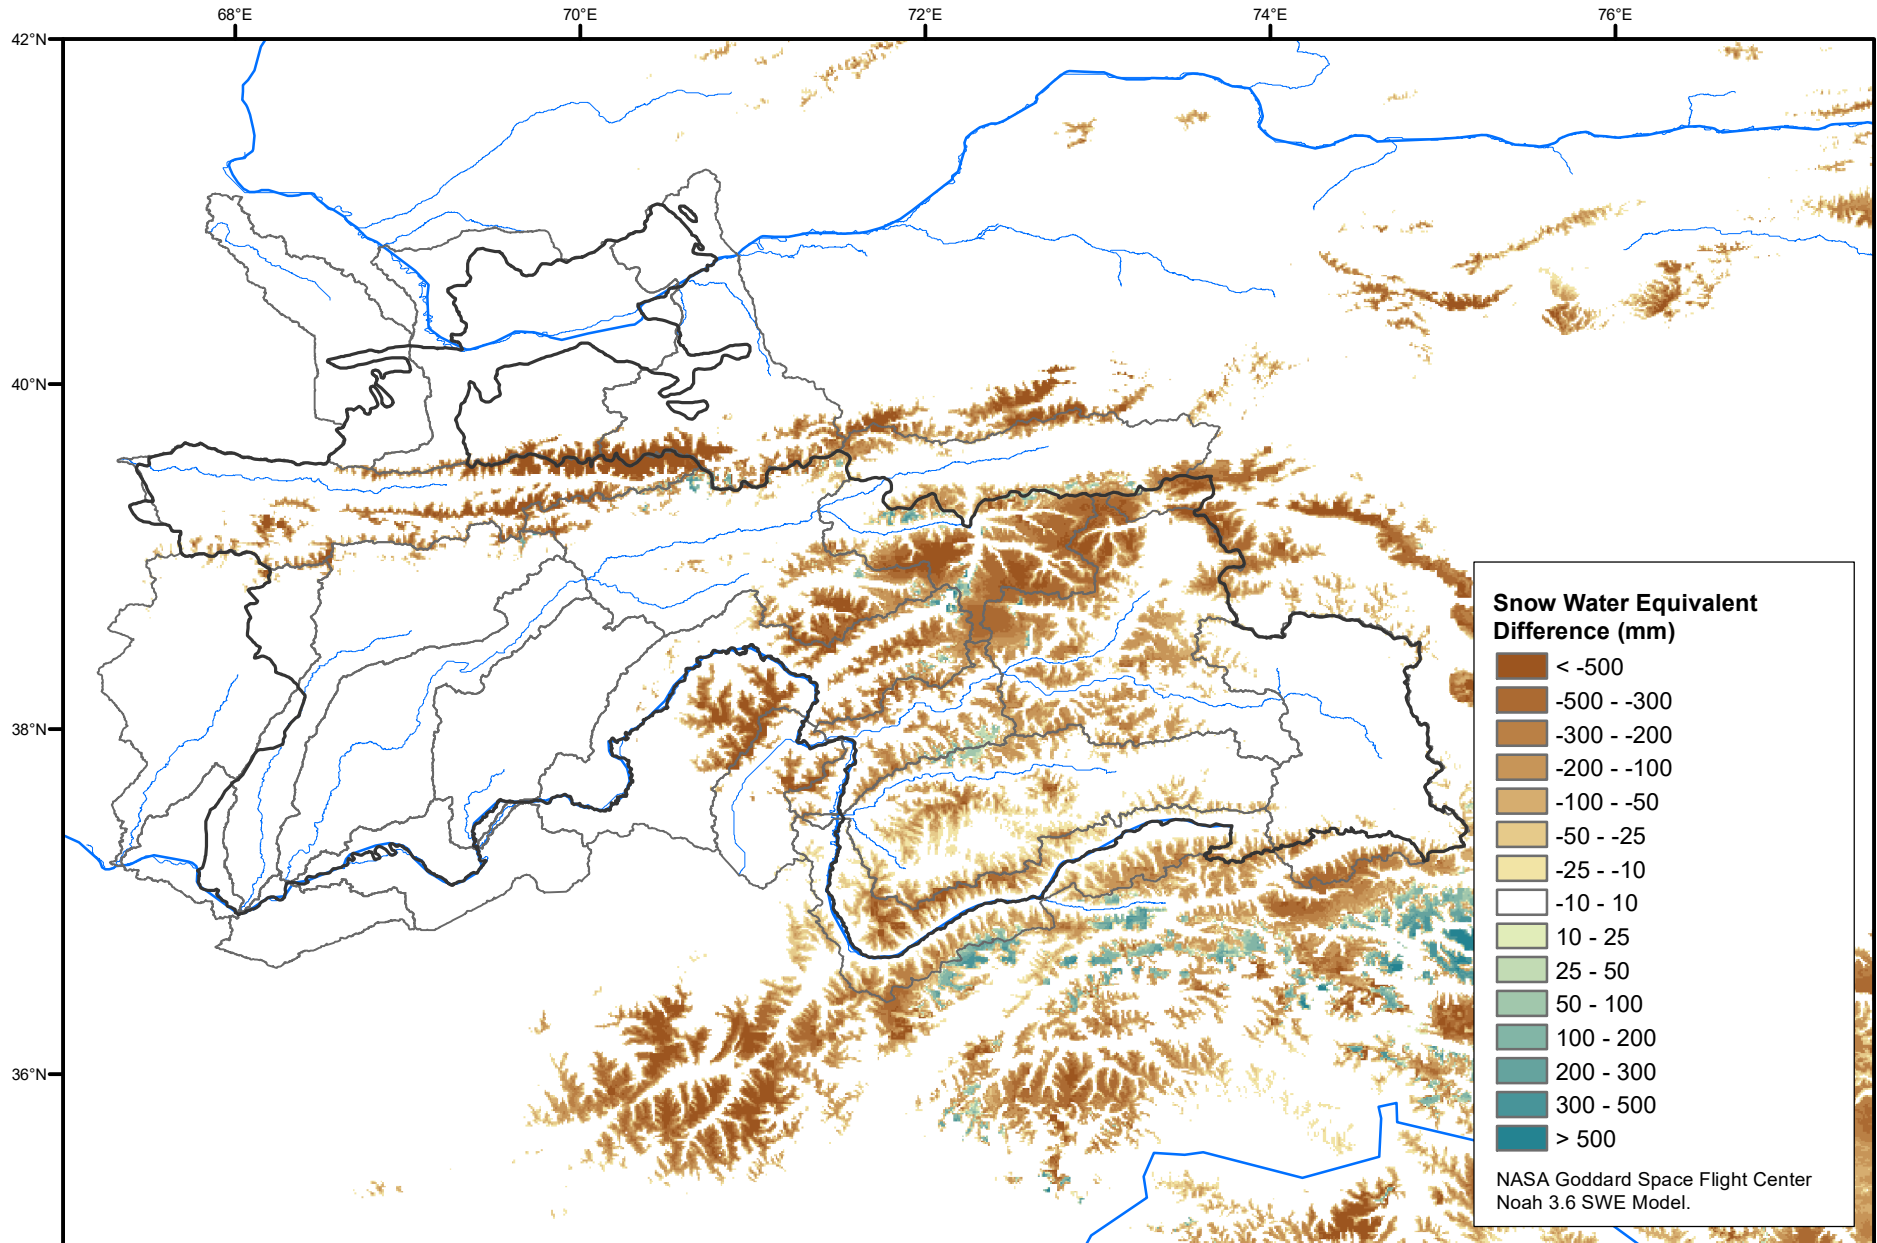 68°E 70°E 72°E 74°E 76°E
42°N
40°N
38°N
36°N
Snow Water Equivalent
Difference (mm)
< -500
-500 - -300
-300 - -200
-200 - -100
-100 - -50
-50 - -25
-25 - -10
-10 - 10
10 - 25
25 - 50
50 - 100
100 - 200
200 - 300
300 - 500
> 500
NASA Goddard Space Flight Center
Noah 3.6 SWE Model.